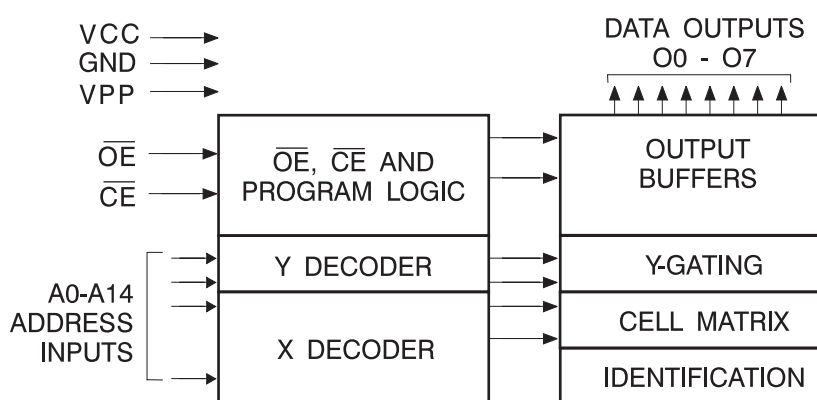 VCC
GND
VPP
OE
CE
A0-A14
ADDRESS
INPUTS
OE, CE AND
PROGRAM LOGIC
Y DECODER
X DECODER
DATA OUTPUTS
O0 - O7
OUTPUT
BUFFERS
Y-GATING
CELL MATRIX
IDENTIFICATION